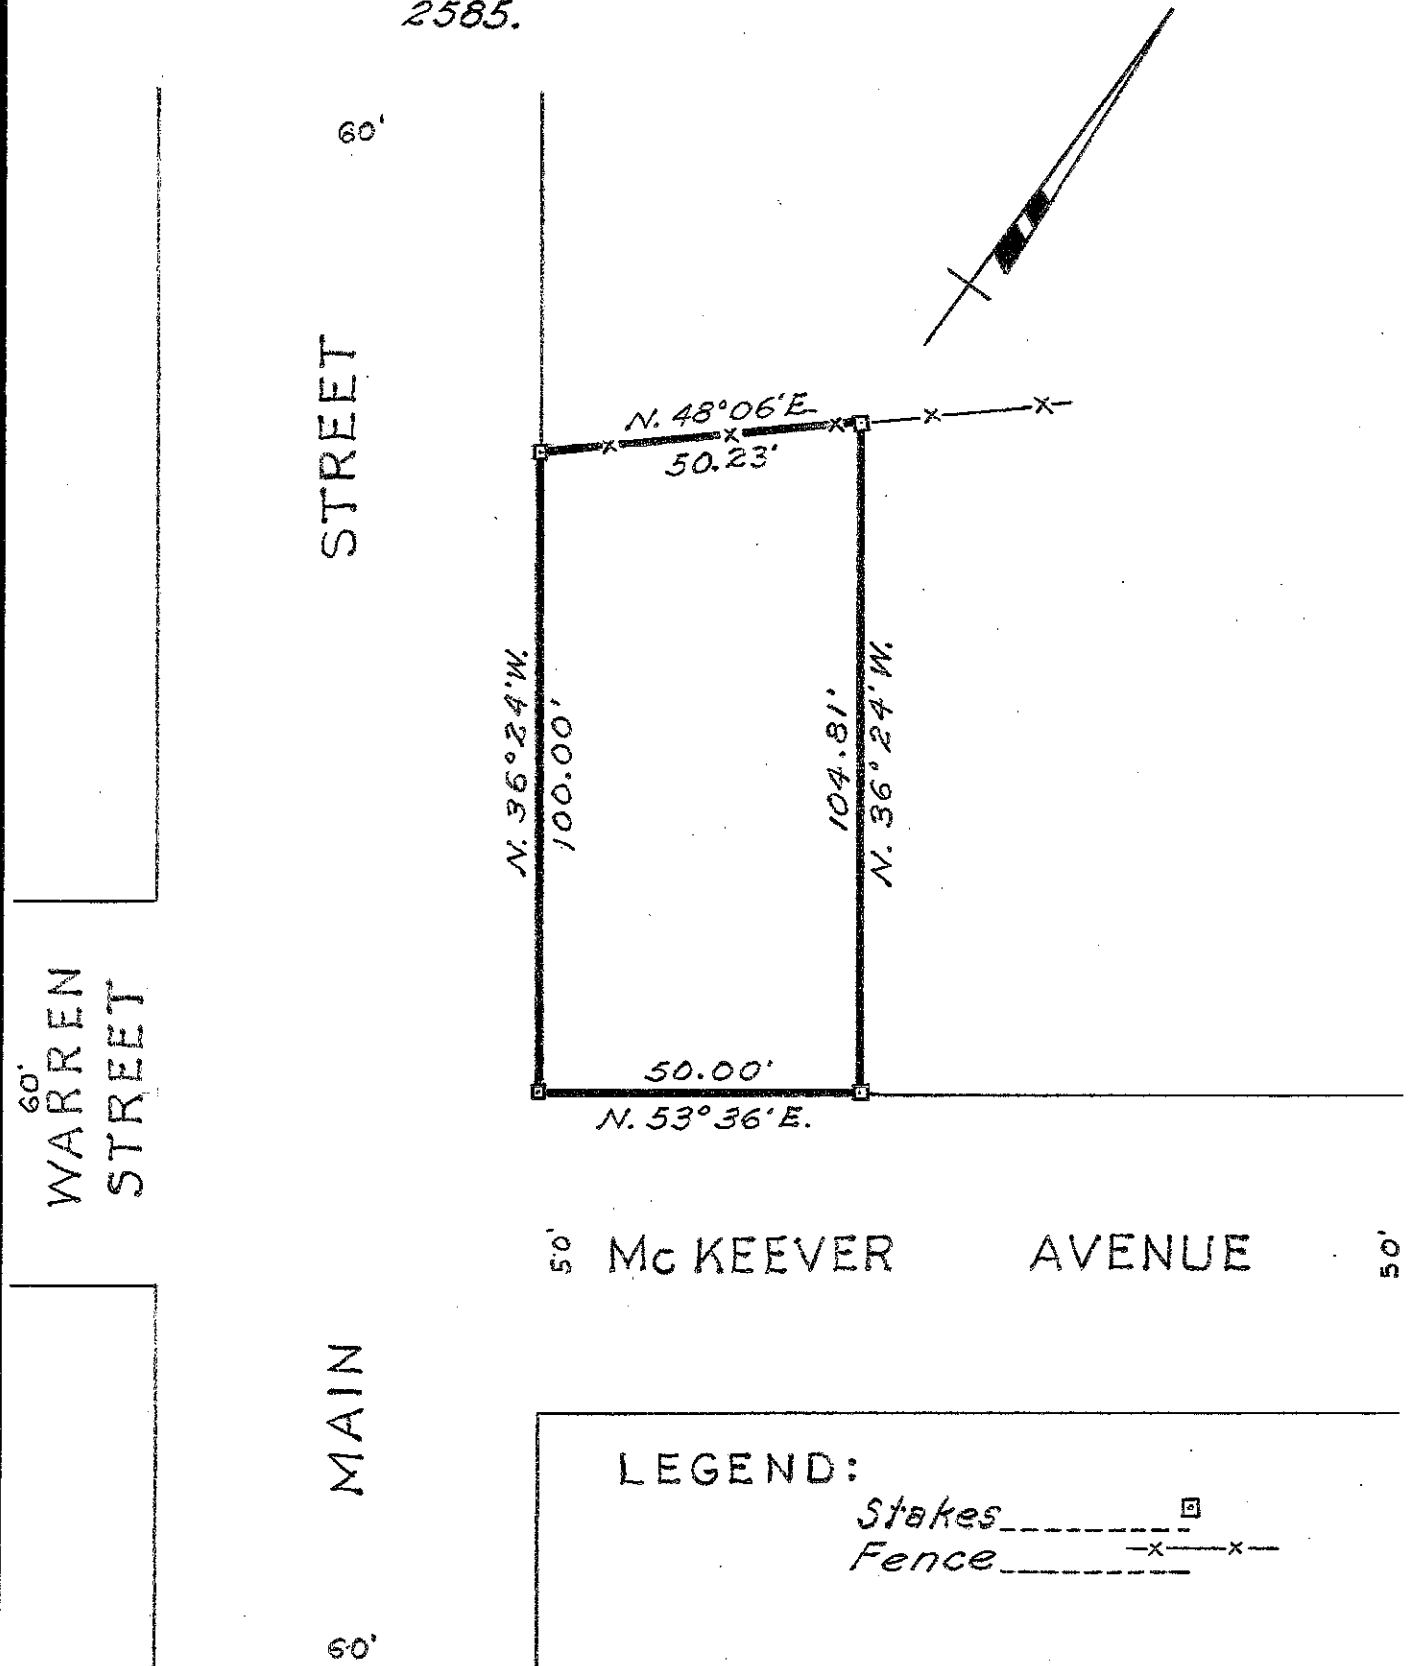 2585.
60'
STREET
N. 48°06'E.
50.23'
N. 36°24'W.
100.00'
104.81'
N. 36°24'W.
60'
WARREN
STREET
50.00'
N. 53°36'E.
50'
McKEEVER AVENUE
50'
MAIN
LEGEND:
Stakes
Fence
60'